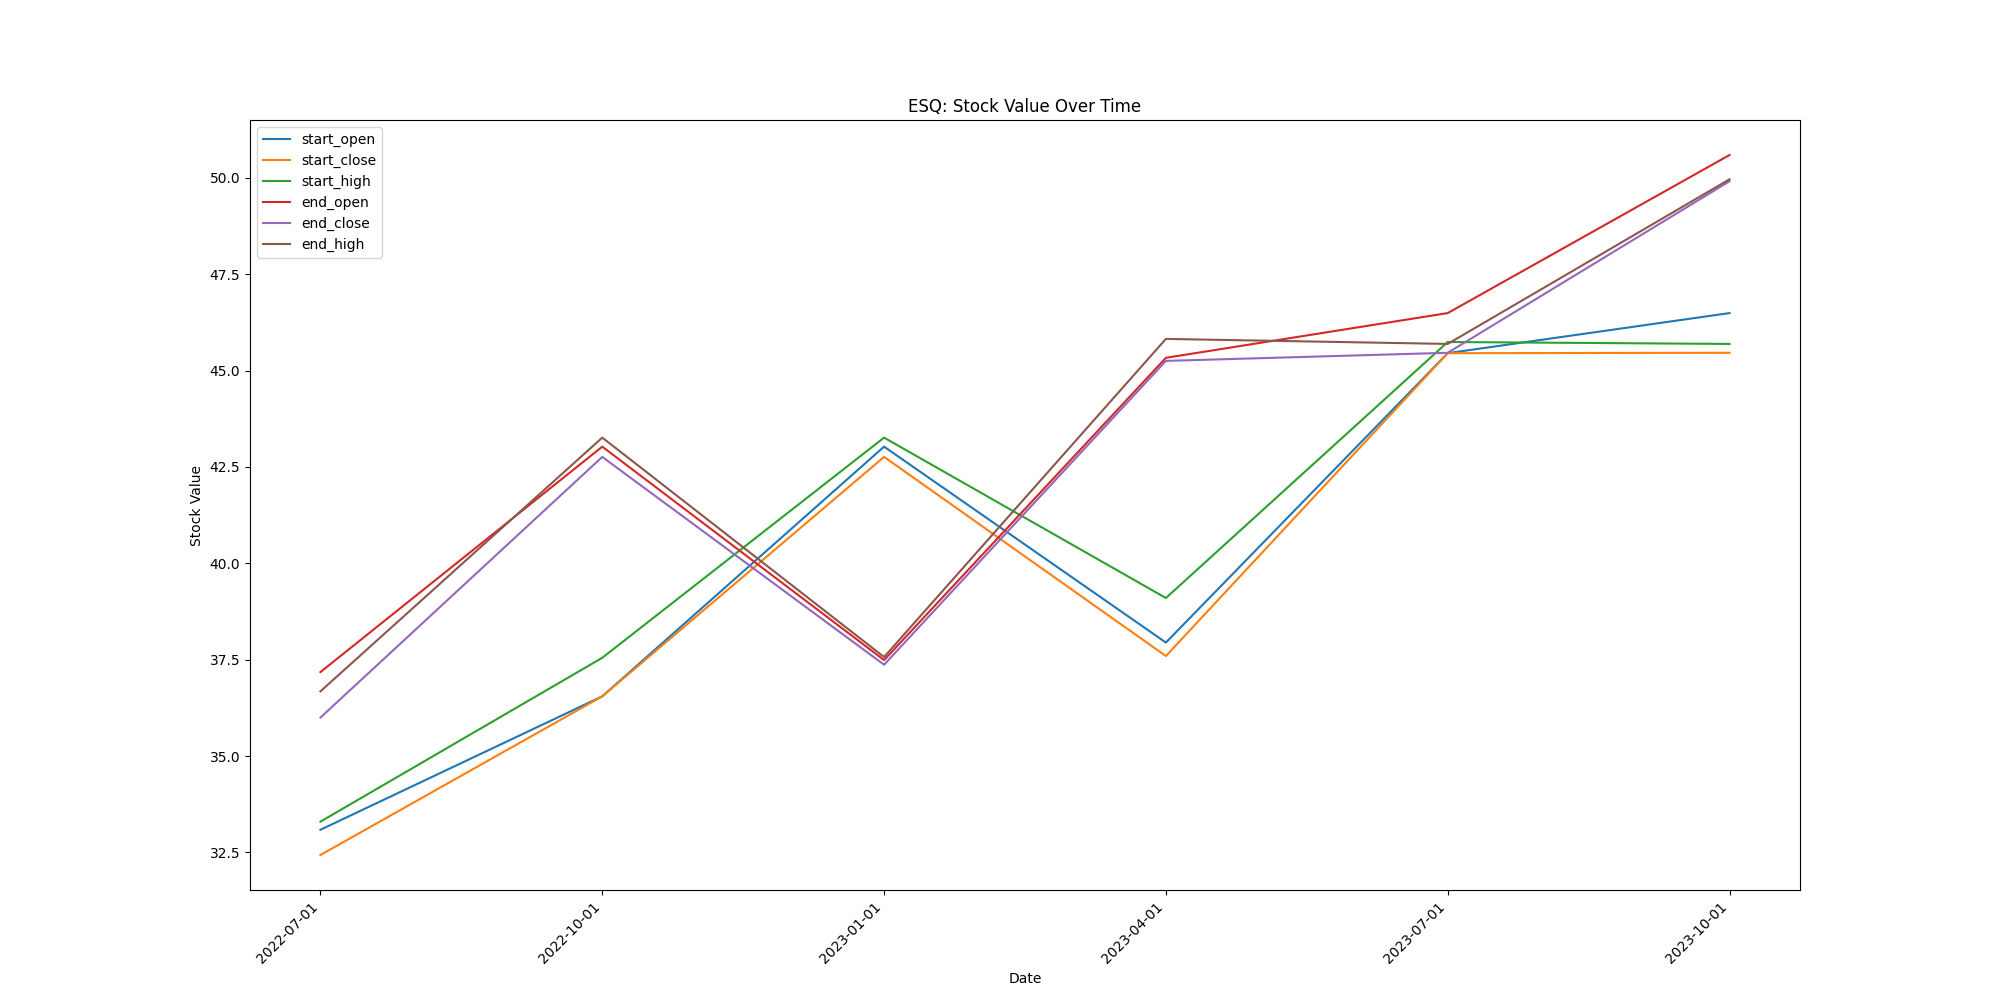 ESQ: Stock Value Over Time
start_open
start_close
start_high
end_open
end_close
end_high
50.0
47.5
45.0
42.5
40.0
37.5
35.0
32.5
Stock Value
2022-07-01
2022-10-01
2023-01-01
2023-04-01
2023-07-01
2023-10-01
Date